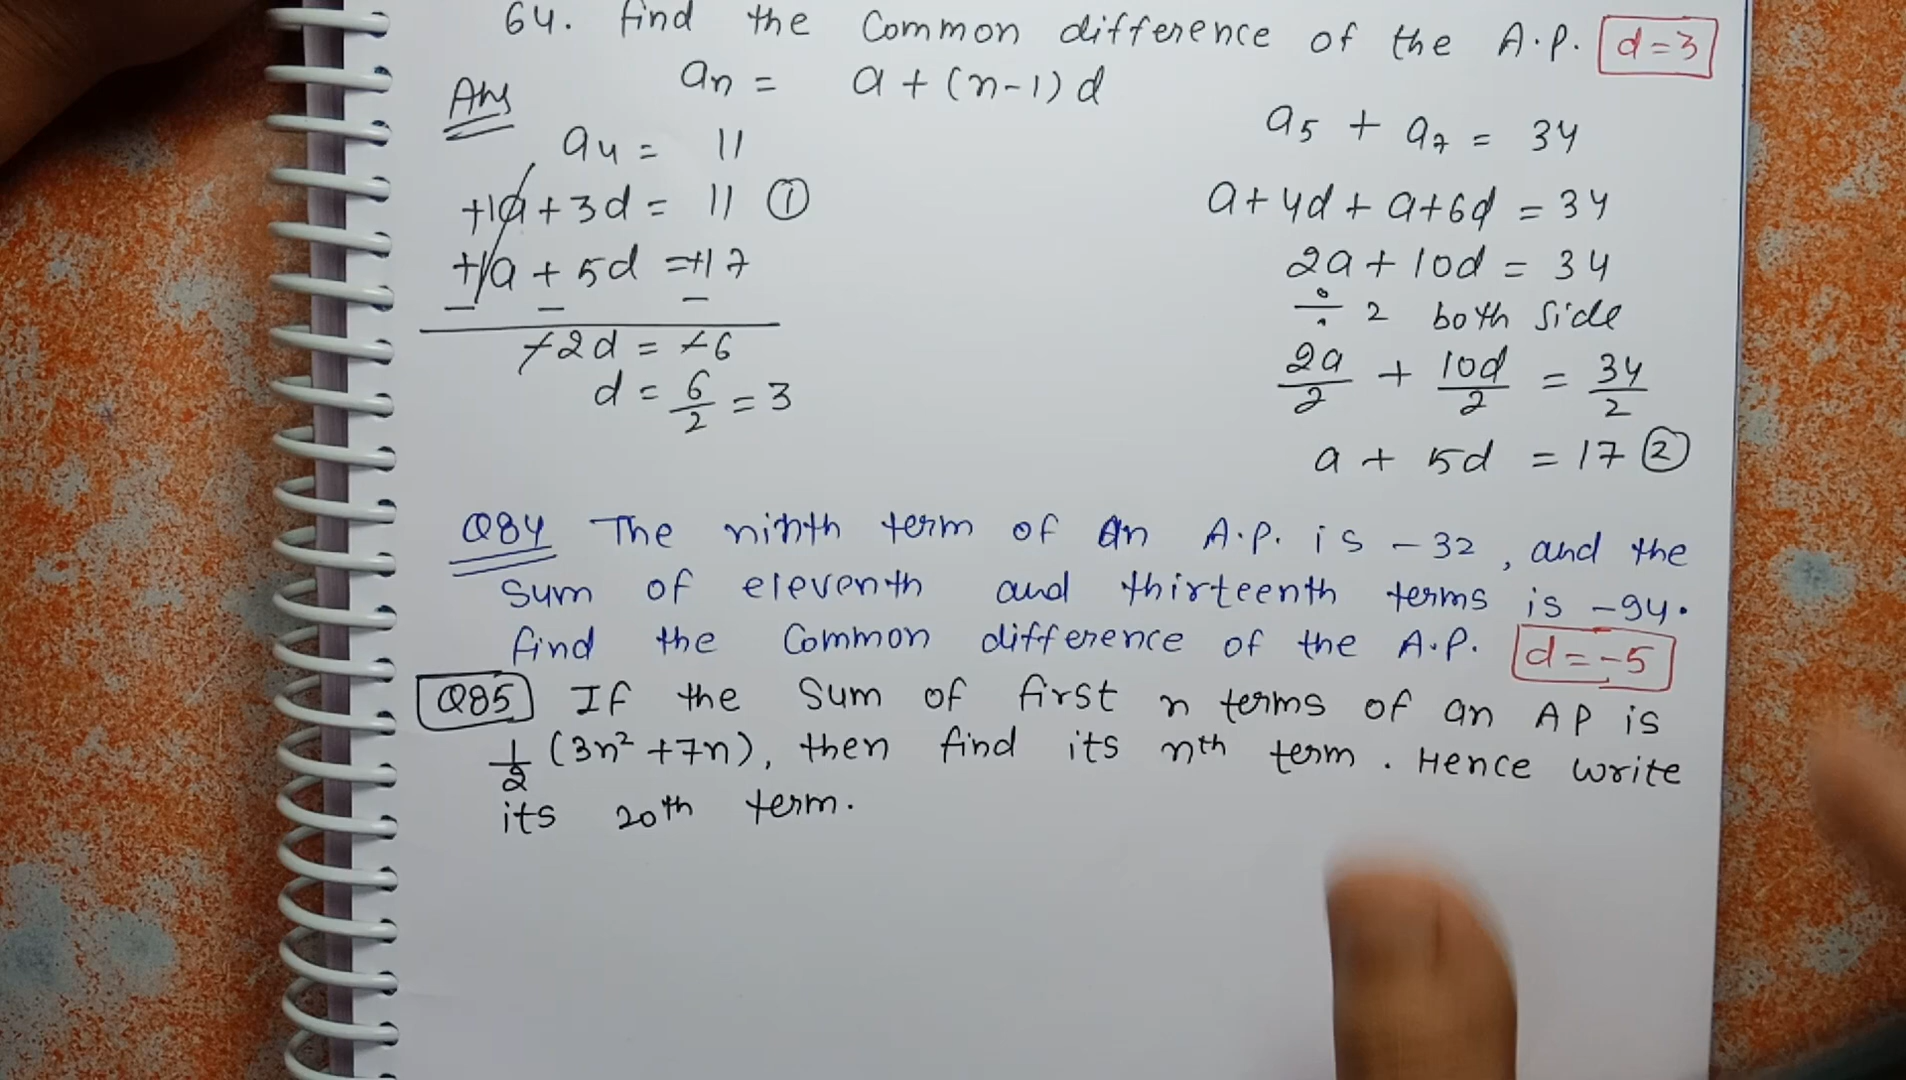 64. find the Common difference of the A.P. d=3
Ans an = a + (n-1) d
a4 = 11
+1a + 3d = 11 ①
+1a + 5d = +17
- - -
-2d = -6
d = 6/2 = 3
a5 + a7 = 34
a + 4d + a + 6d = 34
2a + 10d = 34
÷ 2 both side
2a/2 + 10d/2 = 34/2
a + 5d = 17 ②
Q84 The ninth term of an A.P. is -32, and the
sum of eleventh and thirteenth terms is -94.
find the Common difference of the A.P. d=-5
Q85 If the sum of first n terms of an AP is
1/2 (3n² + 7n), then find its nth term. Hence write
its 20th term.